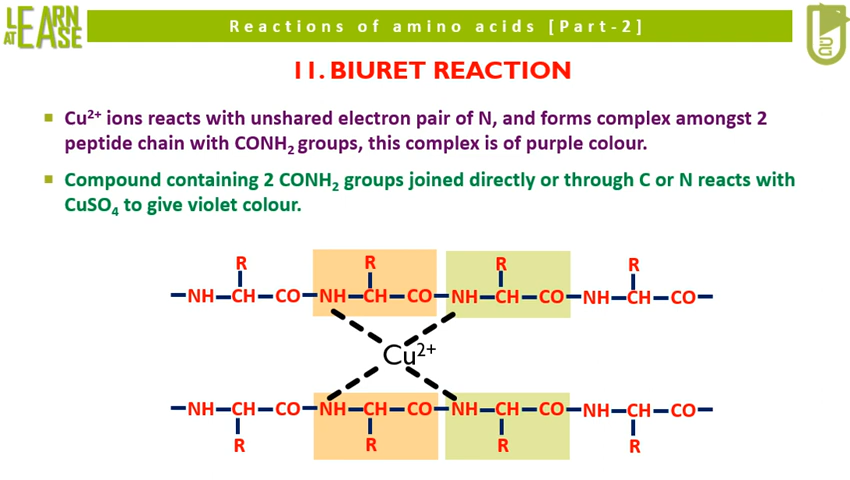 LEARN
AT EASE
Reactions of amino acids [Part-2]
11. BIURET REACTION
Cu²⁺ ions reacts with unshared electron pair of N, and forms complex amongst 2
peptide chain with CONH₂ groups, this complex is of purple colour.
Compound containing 2 CONH₂ groups joined directly or through C or N reacts with
CuSO₄ to give violet colour.
R R R R
—NH—CH—CO—NH—CH—CO—NH—CH—CO—NH—CH—CO—
Cu²⁺
—NH—CH—CO—NH—CH—CO—NH—CH—CO—NH—CH—CO—
R R R R